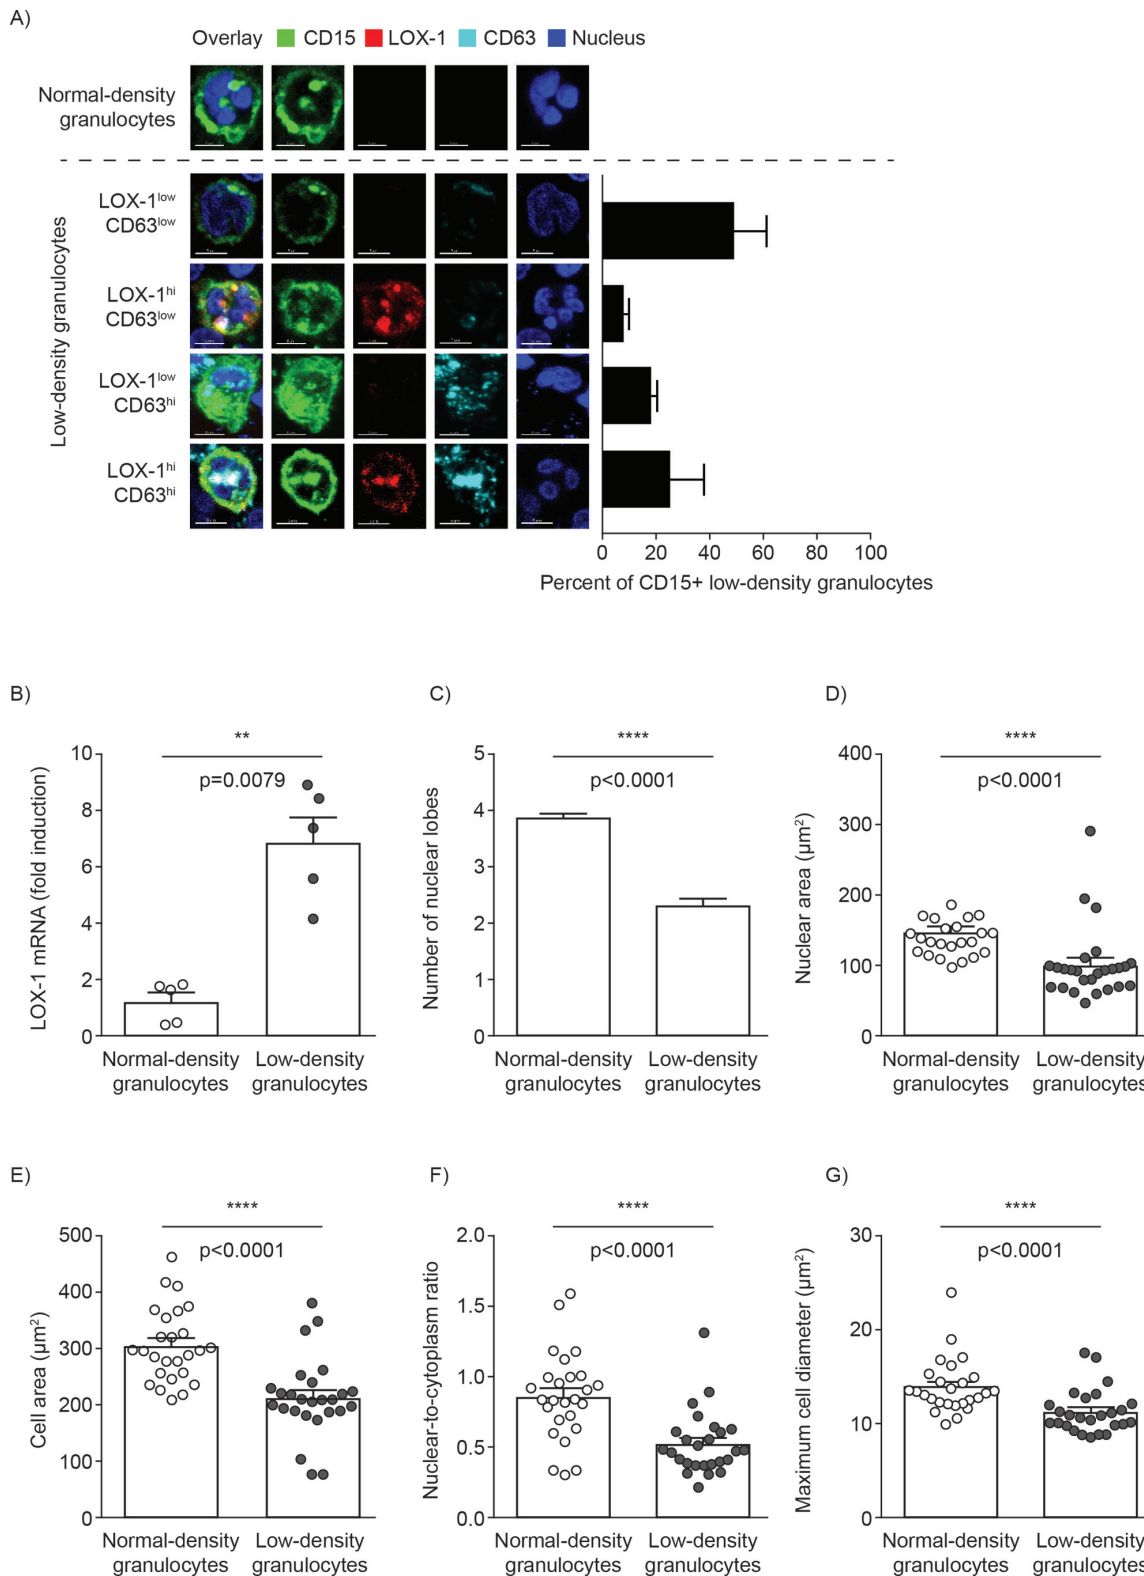 A)
Overlay CD15 LOX-1 CD63 Nucleus
Normal-density
granulocytes
Low-density granulocytes
LOX-1low
CD63low
LOX-1hi
CD63low
LOX-1low
CD63hi
LOX-1hi
CD63hi
0 20 40 60 80 100
Percent of CD15+ low-density granulocytes
B)
**
p=0.0079
LOX-1 mRNA (fold induction)
10
8
6
4
2
0
Normal-density Low-density
granulocytes granulocytes
C)
****
p<0.0001
Number of nuclear lobes
5
4
3
2
1
0
Normal-density Low-density
granulocytes granulocytes
D)
****
p<0.0001
Nuclear area (µm²)
400
300
200
100
0
Normal-density Low-density
granulocytes granulocytes
E)
****
p<0.0001
Cell area (µm²)
500
400
300
200
100
0
Normal-density Low-density
granulocytes granulocytes
F)
****
p<0.0001
Nuclear-to-cytoplasm ratio
2.0
1.5
1.0
0.5
0.0
Normal-density Low-density
granulocytes granulocytes
G)
****
p<0.0001
Maximum cell diameter (µm²)
30
20
10
0
Normal-density Low-density
granulocytes granulocytes